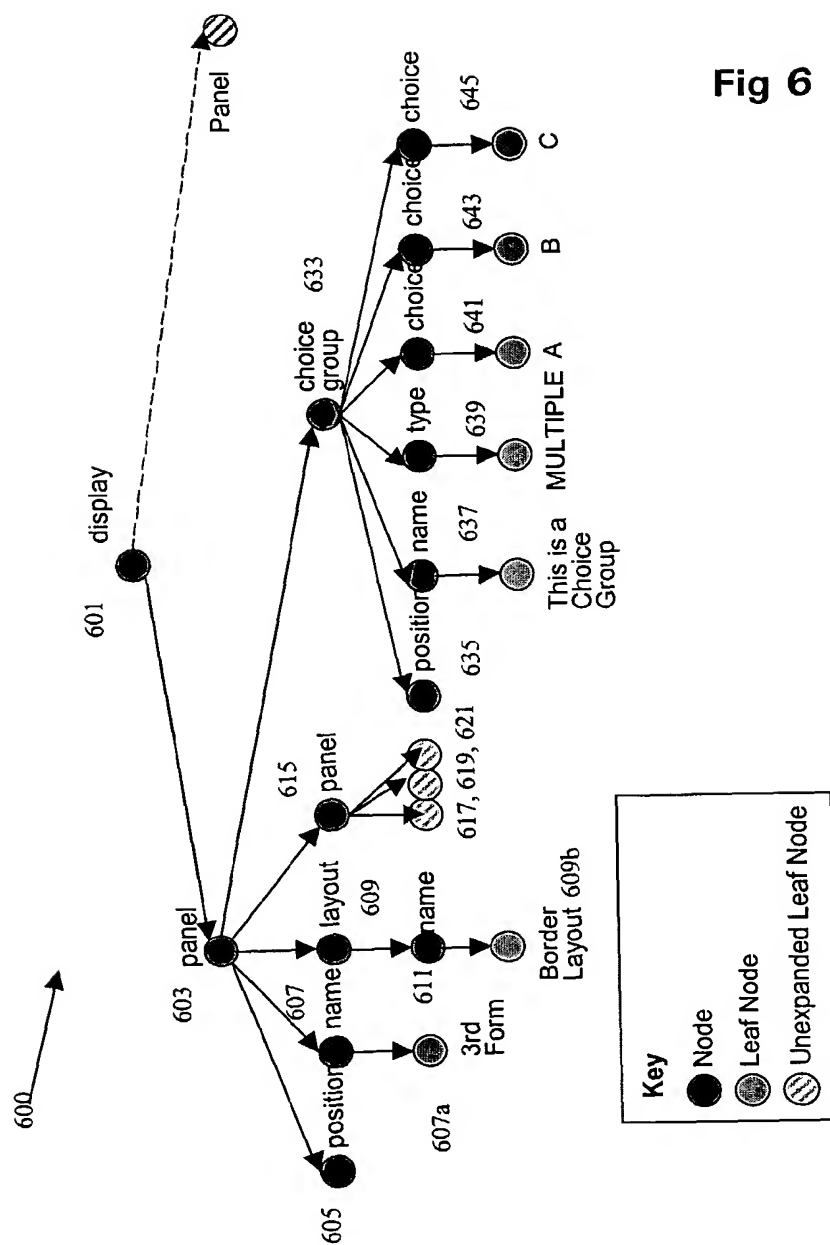 600
601
display
Panel
603
panel
605
position
607
name
609
layout
615
panel
633
choice
group
607a
3rd
Form
611
name
Border
Layout 609b
617, 619, 621
position
635
name
637
type
639
choice
641
choice
643
choice
645
This is a
Choice
Group
MULTIPLE
A
B
C
Key
Node
Leaf Node
Unexpanded Leaf Node
Fig 6